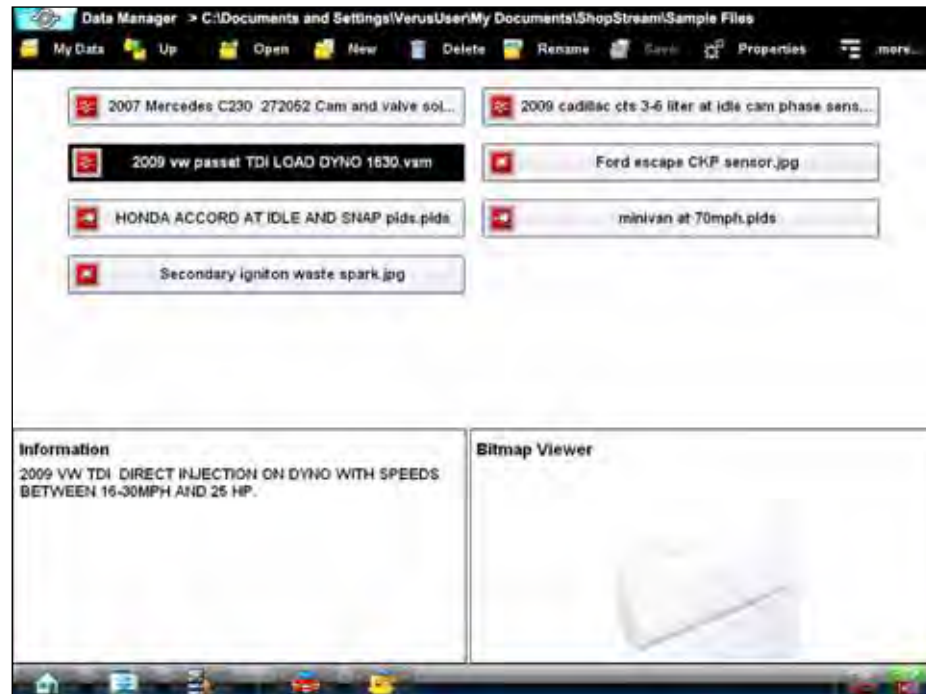 Data Manager > C:\Documents and Settings\VerusUser\My Documents\ShopStream\Sample Files
My Data Up Open New Delete Rename Save Properties more...
2007 Mercedes C230 272052 Cam and valve sol...
2009 cadillac cts 3-6 liter at idle cam phase sens...
2009 vw passat TDI LOAD DYNO 1630.vsm
Ford escape CKP sensor.jpg
HONDA ACCORD AT IDLE AND SNAP pids.pids
minivan at 70mph.pids
Secondary igniton waste spark.jpg
Information
2009 VW TDI DIRECT INJECTION ON DYNO WITH SPEEDS
BETWEEN 16-30MPH AND 25 HP.
Bitmap Viewer